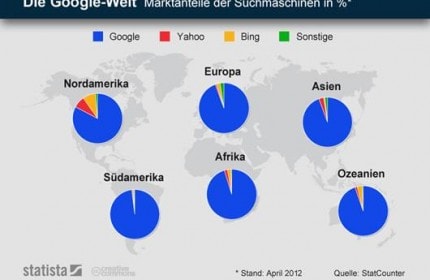 Die Google-Welt Marktanteile der Suchmaschinen in %*
Google Yahoo Bing Sonstige
Nordamerika
Europa
Asien
Südamerika
Afrika
Ozeanien
statista
* Stand: April 2012 Quelle: StatCounter